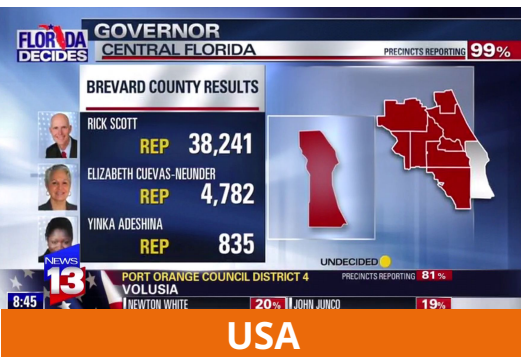 FLORIDA
DECIDES
GOVERNOR
CENTRAL FLORIDA
PRECINCTS REPORTING 99%
BREVARD COUNTY RESULTS
RICK SCOTT
REP 38,241
ELIZABETH CUEVAS-NEUNDER
REP 4,782
YINKA ADESHINA
REP 835
UNDECIDED
NEWS
13
8:45
PORT ORANGE COUNCIL DISTRICT 4
PRECINCTS REPORTING 81%
VOLUSIA
NEWTON WHITE 20% JOHN JUNCO 19%
USA